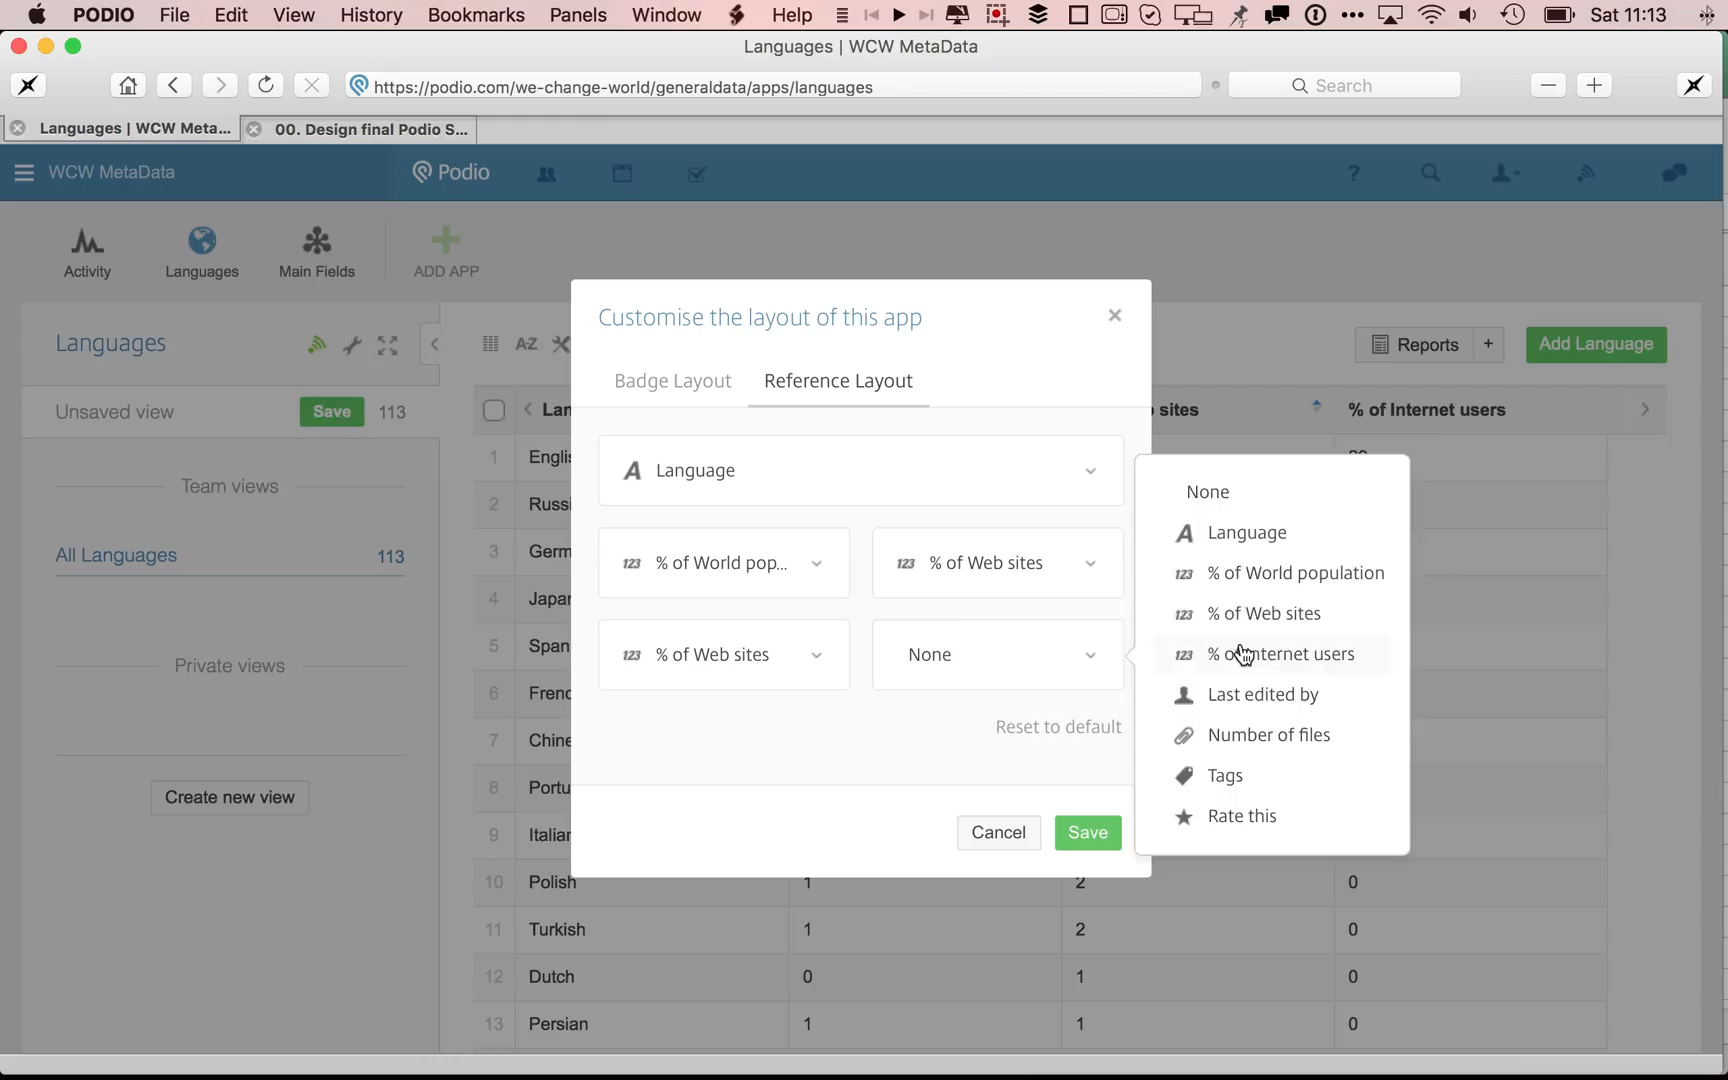 PODIO File Edit View History Bookmarks Panels Window Help Sat 11:13
Languages | WCW MetaData
https://podio.com/we-change-world/generaldata/apps/languages
Search
Languages | WCW Meta...
00. Design final Podio S...
WCW MetaData
Podio
?
Activity
Languages
Main Fields
ADD APP
Languages
A-Z
Reports
+
Add Language
Unsaved view
Save
113
Team views
All Languages
113
Private views
Create new view
Customise the layout of this app
Badge Layout
Reference Layout
A Language
123 % of World pop...
123 % of Web sites
123 % of Web sites
None
Reset to default
Cancel
Save
None
A Language
123 % of World population
123 % of Web sites
123 % of Internet users
Last edited by
Number of files
Tags
Rate this
Lan
sites
% of Internet users
1 Englis
2 Russi
3 Germ
4 Japa
5 Span
6 Frenc
7 Chine
8 Portu
9 Italian
10 Polish 1 2 0
11 Turkish 1 2 0
12 Dutch 0 1 0
13 Persian 1 1 0